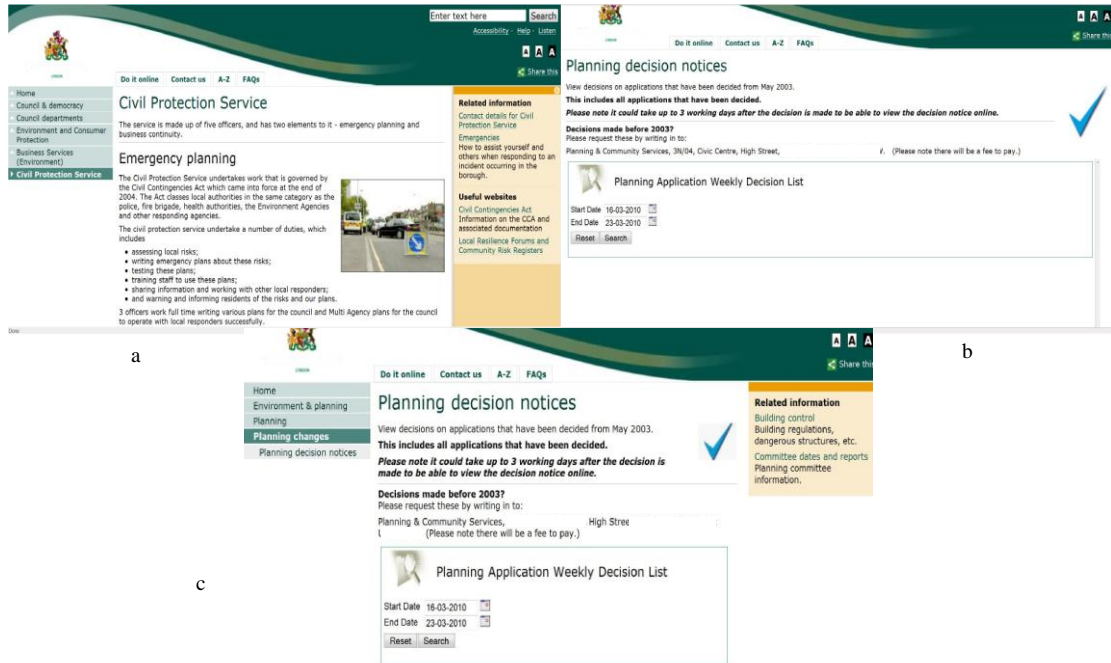 Enter text here Search
Accessibility · Help · Listen
A A A
Share this
Do it online Contact us A-Z FAQs
Home
Council & democracy
Council departments
Environment and Consumer
Protection
Business Services
(Environment)
Civil Protection Service
Civil Protection Service
The service is made up of five officers, and has two elements to it - emergency planning and
business continuity.
Emergency planning
The Civil Protection Service undertakes work that is governed by
the Civil Contingencies Act which came into force at the end of
2004. The Act classes local authorities in the same category as the
police, fire brigade, health authorities, the Environment Agencies
and other responding agencies.
The civil protection service undertake a number of duties, which
includes
• assessing local risks;
• writing emergency plans about these risks;
• testing these plans;
• training staff to use these plans;
• sharing information and working with other local responders;
• and warning and informing residents of the risks and our plans.
3 officers work full time writing various plans for the council and Multi Agency plans for the council
to operate with local responders successfully.
Related information
Contact details for Civil
Protection Service
Emergencies
How to assist yourself and
others when responding to an
incident occurring in the
borough.
Useful websites
Civil Contingencies Act
Information on the CCA and
associated documentation
Local Resilience Forums and
Community Risk Registers
Done
a
A A A
Share this
Do it online Contact us A-Z FAQs
Planning decision notices
View decisions on applications that have been decided from May 2003.
This includes all applications that have been decided.
Please note it could take up to 3 working days after the decision is made to be able to view the decision notice online.
Decisions made before 2003?
Please request these by writing in to:
Planning & Community Services, 3N/04, Civic Centre, High Street, (Please note there will be a fee to pay.)
Planning Application Weekly Decision List
Start Date 16-03-2010
End Date 23-03-2010
Reset Search
b
A A A
Share this
Do it online Contact us A-Z FAQs
Home
Environment & planning
Planning
Planning changes
Planning decision notices
Planning decision notices
View decisions on applications that have been decided from May 2003.
This includes all applications that have been decided.
Please note it could take up to 3 working days after the decision is
made to be able to view the decision notice online.
Decisions made before 2003?
Please request these by writing in to:
Planning & Community Services, High Stree
(Please note there will be a fee to pay.)
Planning Application Weekly Decision List
Start Date 16-03-2010
End Date 23-03-2010
Reset Search
Related information
Building control
Building regulations,
dangerous structures, etc.
Committee dates and reports
Planning committee
information.
c